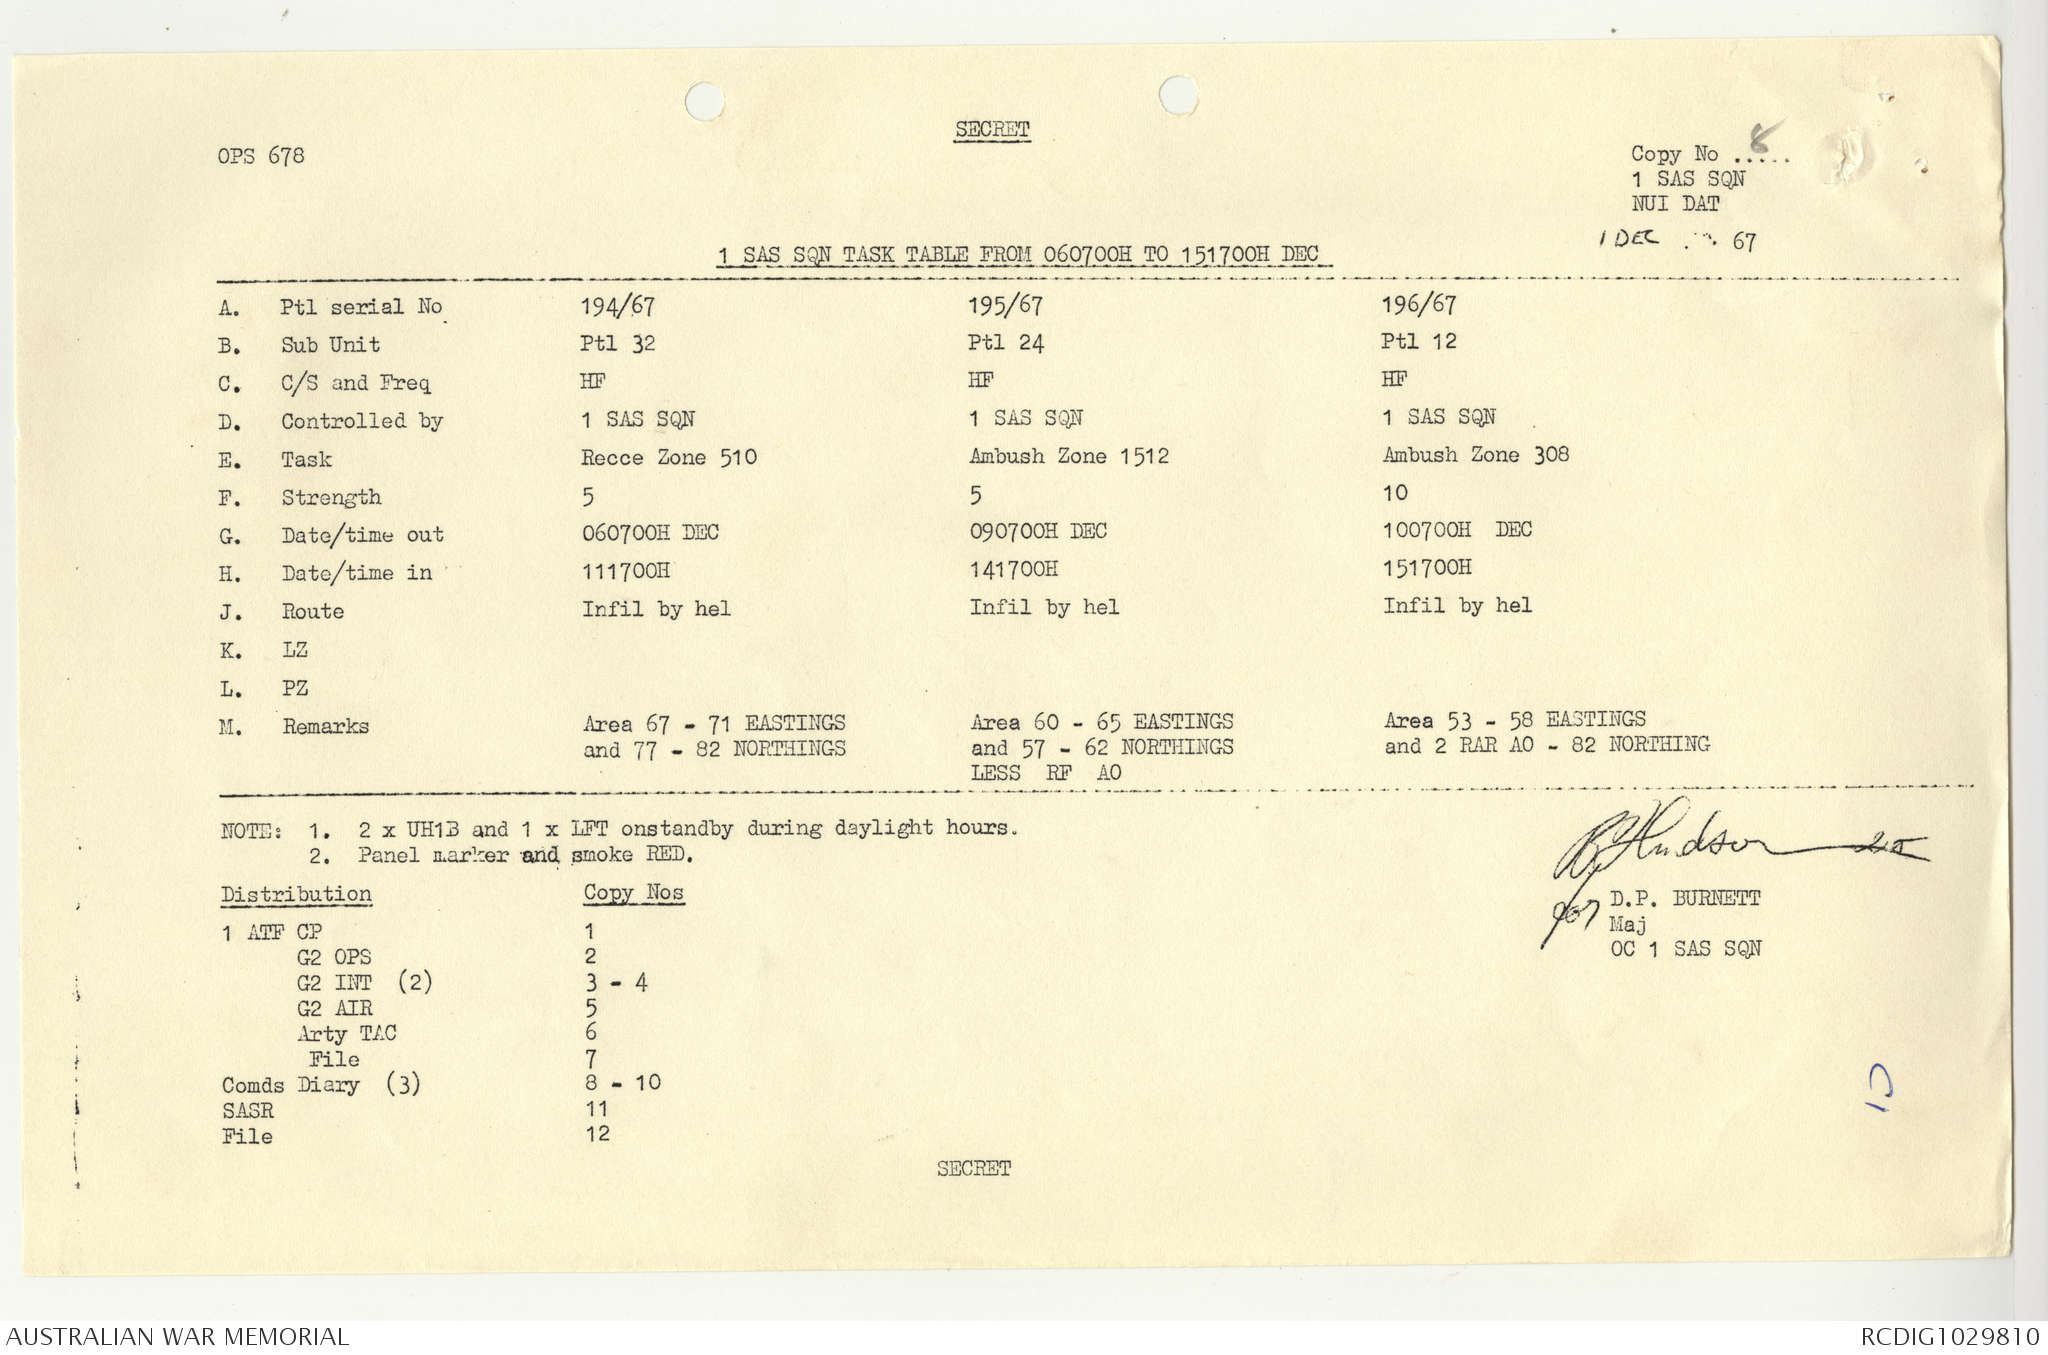 SECRET
OPS 678
Copy No ..8...
1 SAS SQN
NUI DAT
1 DEC 67
1 SAS SQN TASK TABLE FROM 060700H TO 151700H DEC
A. Ptl serial No 194/67 195/67 196/67
B. Sub Unit Ptl 32 Ptl 24 Ptl 12
C. C/S and Freq HF HF HF
D. Controlled by 1 SAS SQN 1 SAS SQN 1 SAS SQN
E. Task Recce Zone 510 Ambush Zone 1512 Ambush Zone 308
F. Strength 5 5 10
G. Date/time out 060700H DEC 090700H DEC 100700H DEC
H. Date/time in 111700H 141700H 151700H
J. Route Infil by hel Infil by hel Infil by hel
K. LZ
L. PZ
M. Remarks Area 67 - 71 EASTINGS Area 60 - 65 EASTINGS Area 53 - 58 EASTINGS
and 77 - 82 NORTHINGS and 57 - 62 NORTHINGS and 2 RAR AO - 82 NORTHING
LESS RF AO
NOTE: 1. 2 x UH1B and 1 x LFT onstandby during daylight hours.
2. Panel marker and smoke RED.
Hudson
for D.P. BURNETT
Maj
OC 1 SAS SQN
Distribution Copy Nos
1 ATF CP 1
G2 OPS 2
G2 INT (2) 3 - 4
G2 AIR 5
Arty TAC 6
File 7
Comds Diary (3) 8 - 10
SASR 11
File 12
SECRET
AUSTRALIAN WAR MEMORIAL RCDIG1029810